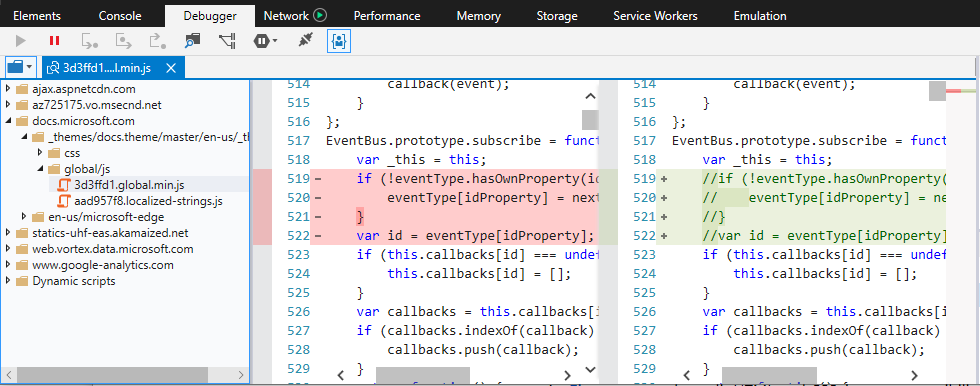 Elements Console Debugger Network Performance Memory Storage Service Workers Emulation
3d3ffd1....l.min.js
ajax.aspnetcdn.com
az725175.vo.msecnd.net
docs.microsoft.com
_themes/docs.theme/master/en-us/_tl
css
global/js
3d3ffd1.global.min.js
aad957f8.localized-strings.js
en-us/microsoft-edge
statics-uhf-eas.akamaized.net
web.vortex.data.microsoft.com
www.google-analytics.com
Dynamic scripts
514 callback(event);
515 }
516 };
517 EventBus.prototype.subscribe = funct
518 var _this = this;
519 - if (!eventType.hasOwnProperty(id
520 - eventType[idProperty] = next
521 - }
522 - var id = eventType[idProperty];
523 if (this.callbacks[id] === undef
524 this.callbacks[id] = [];
525 }
526 var callbacks = this.callbacks[i
527 if (callbacks.indexOf(callback)
528 callbacks.push(callback);
529 }
514 callback(event);
515 }
516 };
517 EventBus.prototype.subscribe = funct
518 var _this = this;
519 + //if (!eventType.hasOwnProperty(
520 + // eventType[idProperty] = ne
521 + //}
522 + //var id = eventType[idProperty]
523 if (this.callbacks[id] === undef
524 this.callbacks[id] = [];
525 }
526 var callbacks = this.callbacks[i
527 if (callbacks.indexOf(callback)
528 callbacks.push(callback);
529 }